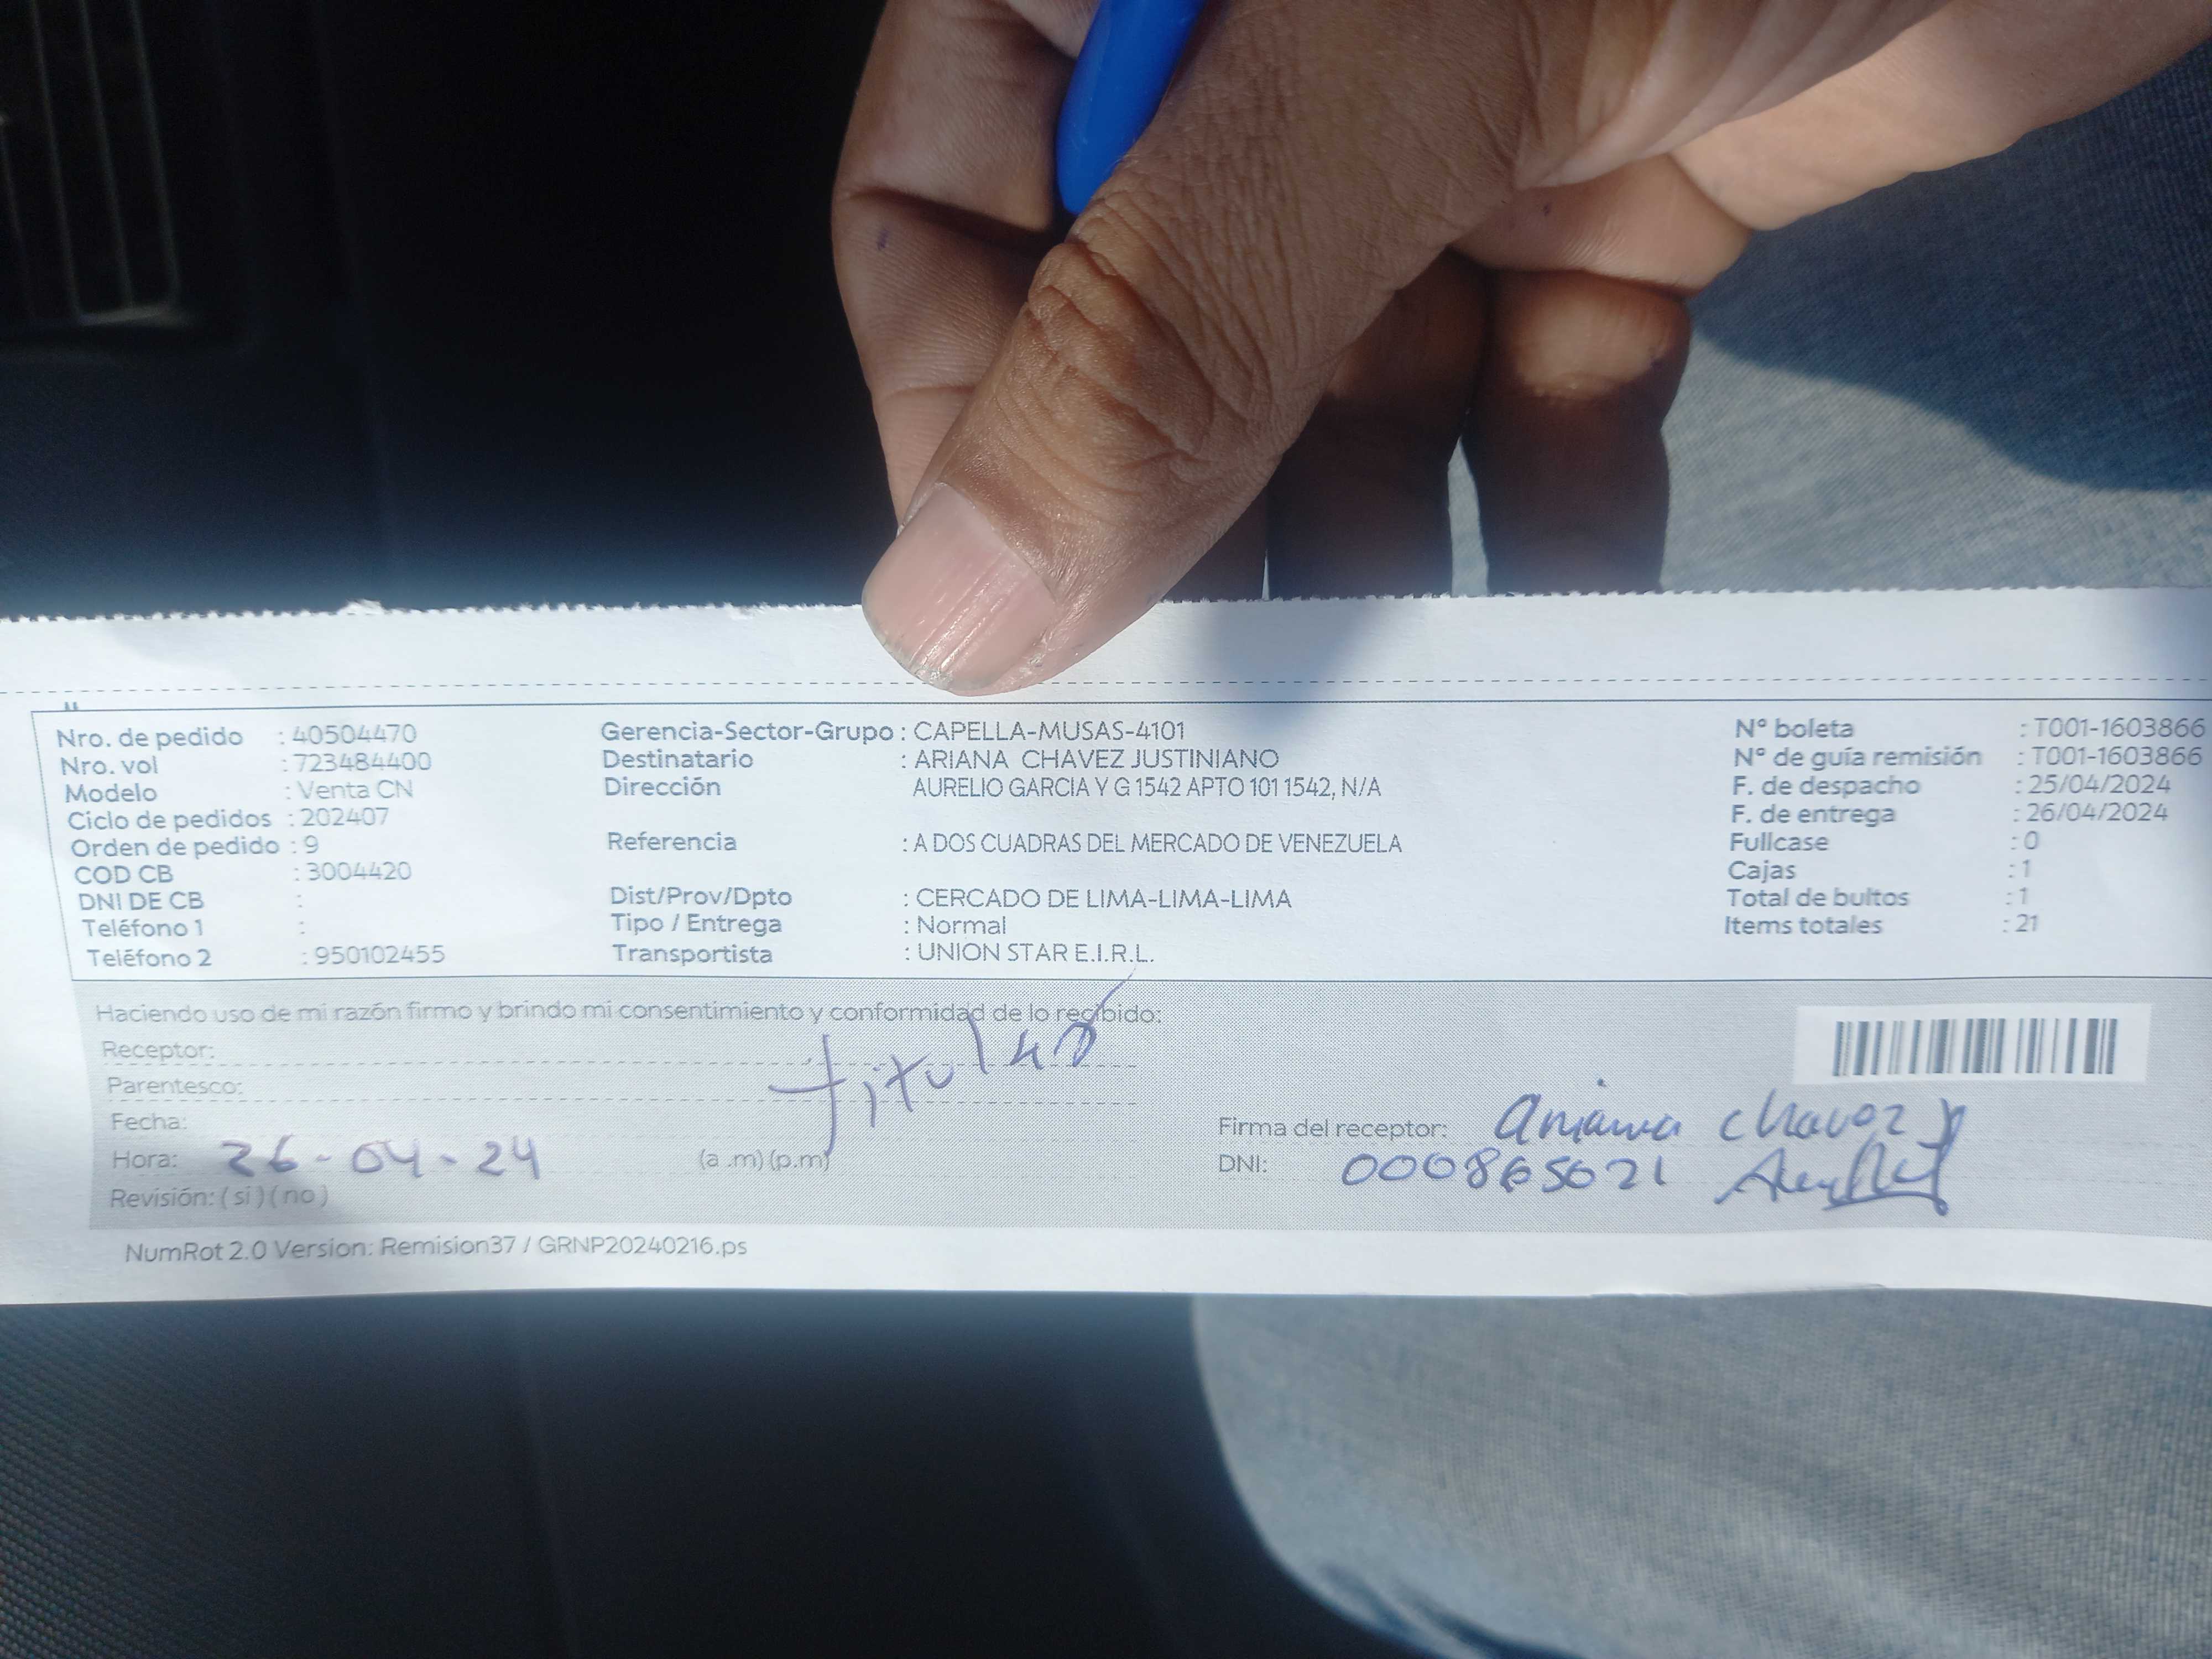 Nro. de pedido : 40504470
Nro. vol : 723484400
Modelo : Venta CN
Ciclo de pedidos : 202407
Orden de pedido : 9
COD CB : 3004420
DNI DE CB :
Teléfono 1 :
Teléfono 2 : 950102455
Gerencia-Sector-Grupo : CAPELLA-MUSAS-4101
Destinatario : ARIANA CHAVEZ JUSTINIANO
Dirección AURELIO GARCIA Y G 1542 APTO 101 1542, N/A
Referencia : A DOS CUADRAS DEL MERCADO DE VENEZUELA
Dist/Prov/Dpto : CERCADO DE LIMA-LIMA-LIMA
Tipo / Entrega : Normal
Transportista : UNION STAR E.I.R.L.
N° boleta : T001-1603866
N° de guía remisión : T001-1603866
F. de despacho : 25/04/2024
F. de entrega : 26/04/2024
Fullcase : 0
Cajas : 1
Total de bultos : 1
Items totales : 21
Haciendo uso de mi razón firmo y brindo mi consentimiento y conformidad de lo recibido:
Receptor:
Parentesco: titular
Fecha:
Hora: 26-04-24 (a.m) (p.m)
Revisión: ( si ) ( no )
Firma del receptor: Ariana Chavez J
DNI: 000865021
NumRot 2.0 Version: Remision37 / GRNP20240216.ps